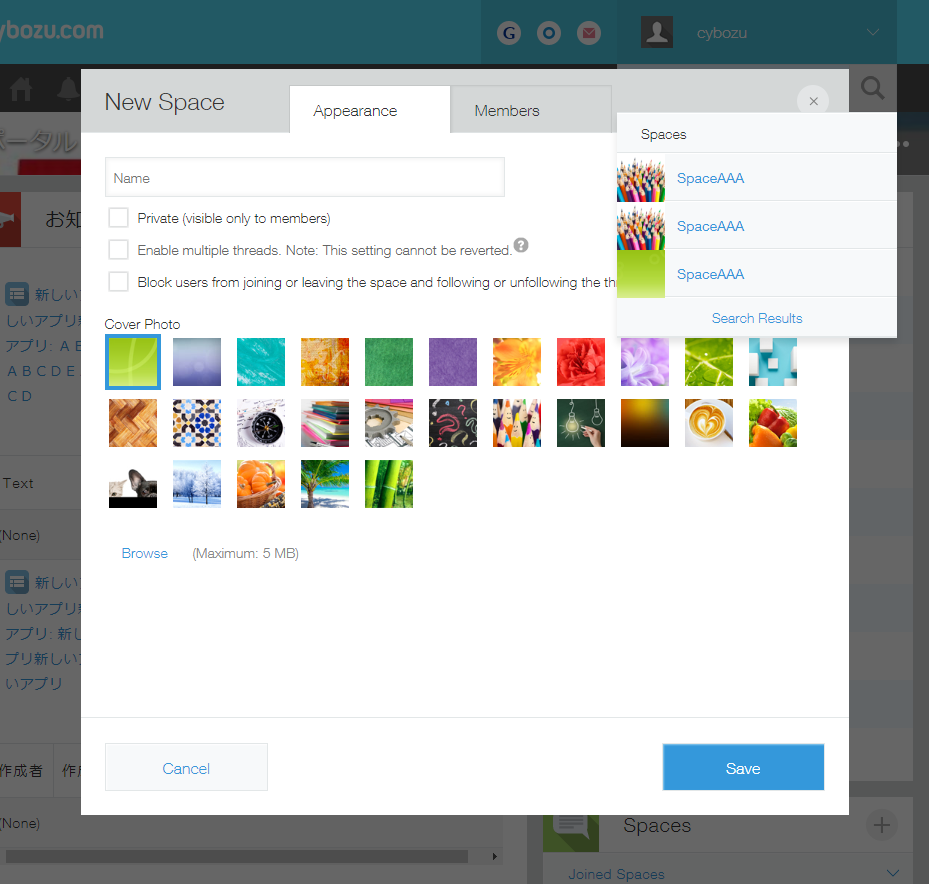 cybozu.com
G
cybozu
New Space
Appearance
Members
×
Spaces
SpaceAAA
SpaceAAA
SpaceAAA
Search Results
ポータル
お知
Name
Private (visible only to members)
Enable multiple threads. Note: This setting cannot be reverted. ?
Block users from joining or leaving the space and following or unfollowing the th
Cover Photo
新しい
しいアプリ
アプリ: A B
A B C D E
C D
Text
(None)
新しい
しいアプリ新
アプリ: 新し
プリ新しい
いアプリ
作成者
作
(None)
Browse
(Maximum: 5 MB)
Cancel
Save
Spaces
Joined Spaces